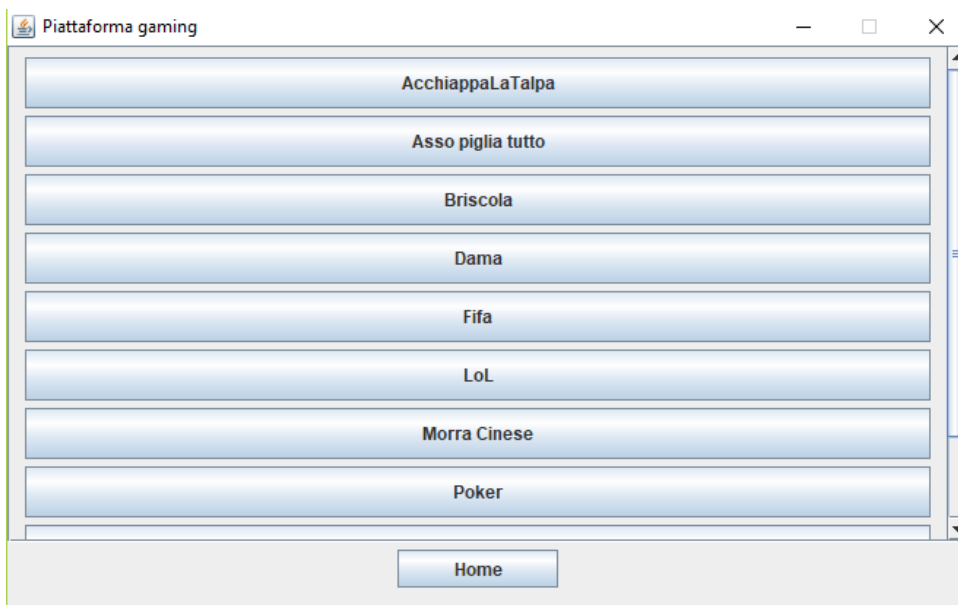 Piattaforma gaming
AcchiappaLaTalpa
Asso piglia tutto
Briscola
Dama
Fifa
LoL
Morra Cinese
Poker
Home